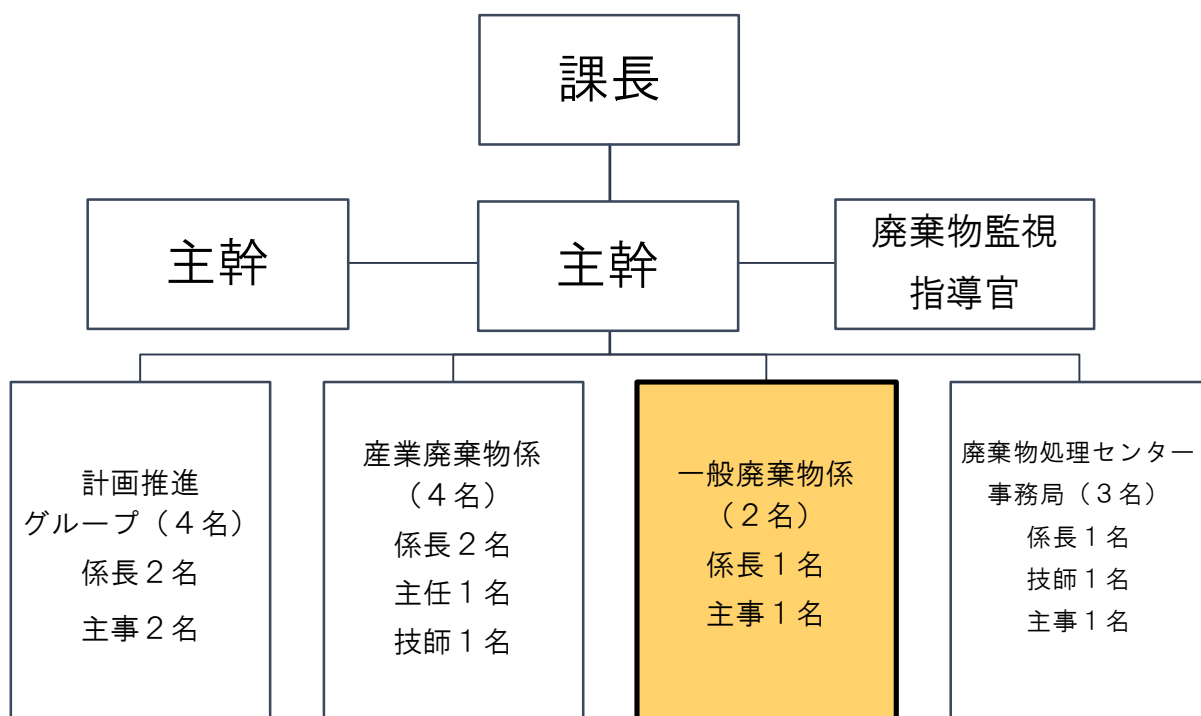 課長
主幹
主幹
廃棄物監視
指導官
計画推進
グループ（４名）
係長２名
主事２名
産業廃棄物係
（４名）
係長２名
主任１名
技師１名
一般廃棄物係
（２名）
係長１名
主事１名
廃棄物処理センター
事務局（３名）
係長１名
技師１名
主事１名